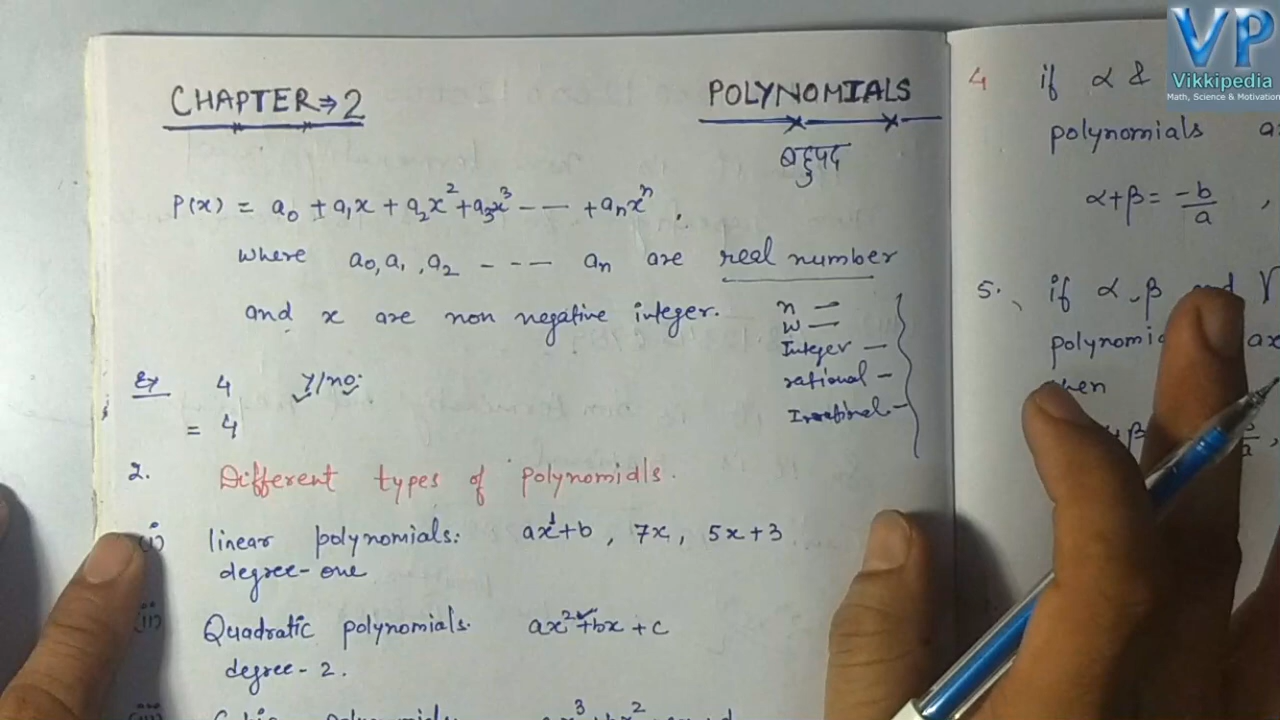 CHAPTER → 2
POLYNOMIALS
बहुपद
P(x) = a₀ + a₁x + a₂x² + a₃x³ - - - - + aₙxⁿ.
where a₀, a₁, a₂ - - - - aₙ are real number
and x are non negative integer.
n —
w —
Integer —
rational —
Ex 4 Y/no.
= 4
2. Different types of polynomials.
(i) linear polynomials: ax¹+b, 7x, 5x+3
degree - one
(ii) Quadratic polynomials. ax²+bx+c
degree - 2.
4 if α &
polynomials
α+β = -b/a ,
5. if α, β and γ
VP
Vikkipedia
Math, Science & Motivation